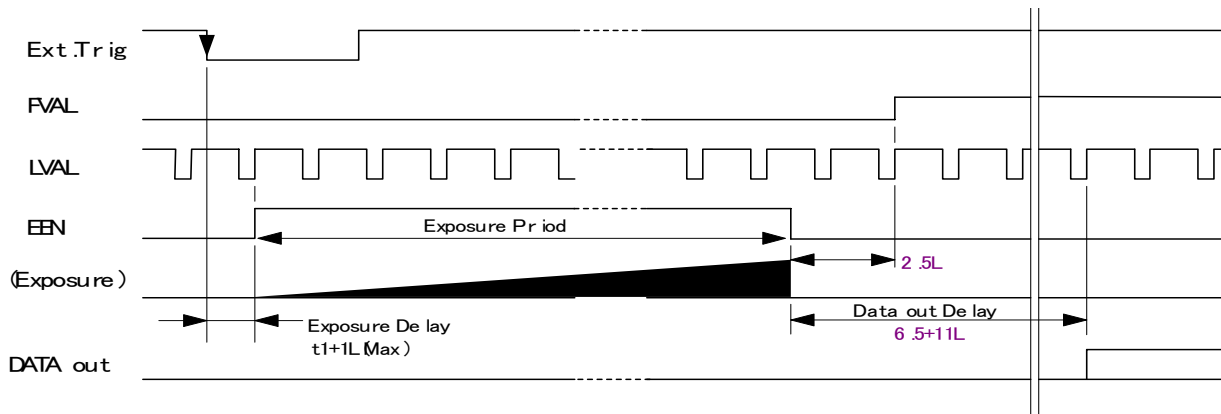 Ext.Trig
FVAL
LVAL
EEN
Exposure Priod
(Exposure)
2.5L
Exposure Delay
t1+1L(Max)
Data out Delay
6.5+11L
DATA out